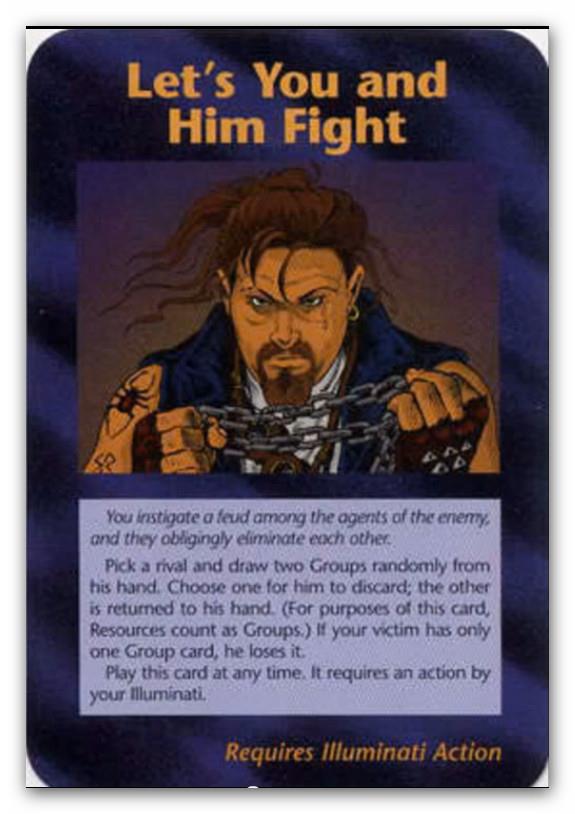 Let's You and
Him Fight
You instigate a feud among the agents of the enemy,
and they obligingly eliminate each other.
Pick a rival and draw two Groups randomly from
his hand. Choose one for him to discard; the other
is returned to his hand. (For purposes of this card,
Resources count as Groups.) If your victim has only
one Group card, he loses it.
Play this card at any time. It requires an action by
your Illuminati.
Requires Illuminati Action